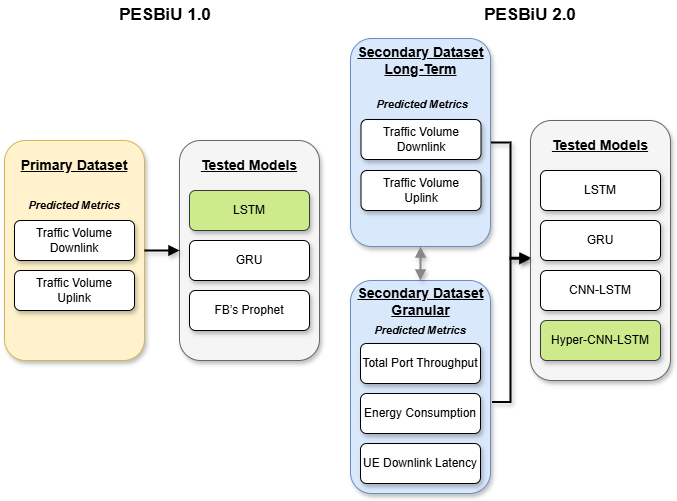 PESBiU 1.0
PESBiU 2.0
Primary Dataset
Predicted Metrics
Traffic Volume
Downlink
Traffic Volume
Uplink
Tested Models
LSTM
GRU
FB's Prophet
Secondary Dataset
Long-Term
Predicted Metrics
Traffic Volume
Downlink
Traffic Volume
Uplink
Secondary Dataset
Granular
Predicted Metrics
Total Port Throughput
Energy Consumption
UE Downlink Latency
Tested Models
LSTM
GRU
CNN-LSTM
Hyper-CNN-LSTM